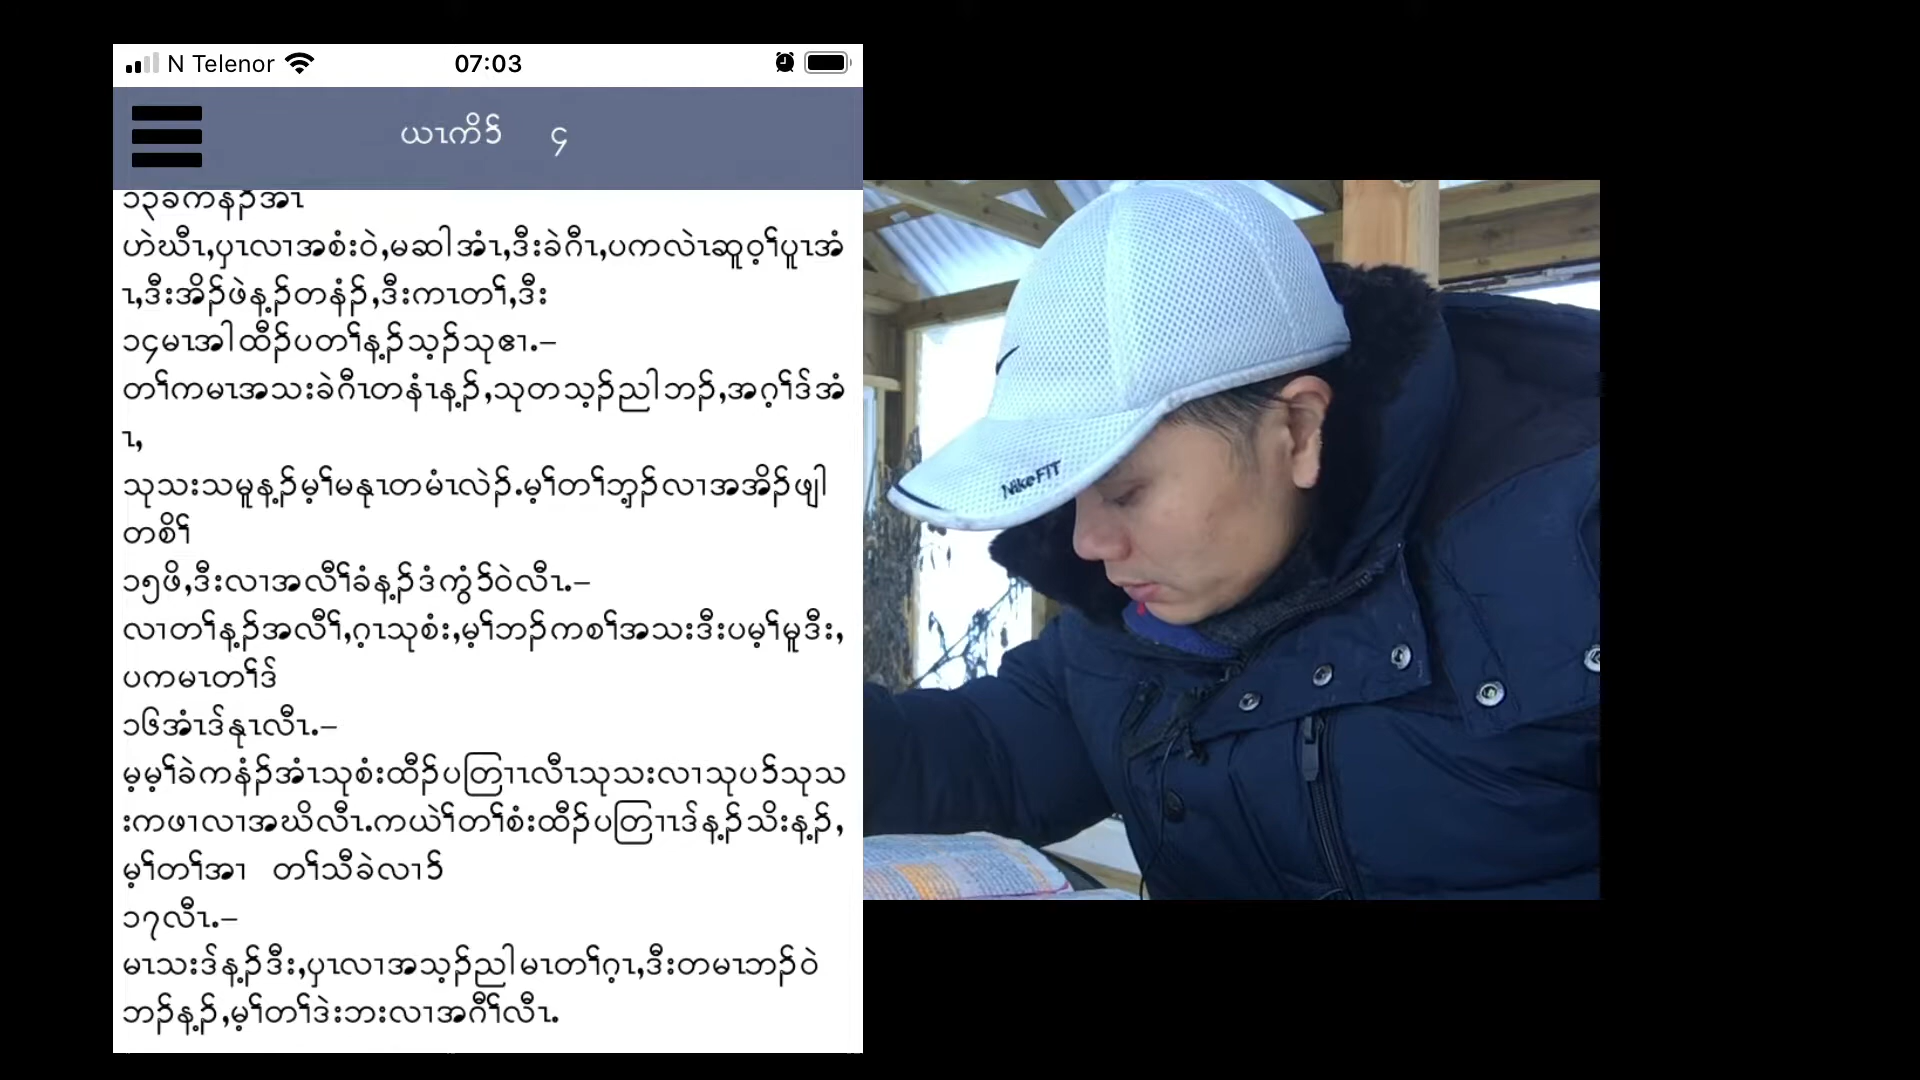 N Telenor 07:03
ယၢကိာ် ၄
၁၃ခဲကနံၣ်အၢ
ဟဲဃီၤ,ပှၤလၢအစံးဝဲ,မဆါအံၤ,ဒီးခဲဂီၤ,ပကလဲၤဆူဝ့ၢ်ပူၤအံ
ၤ,ဒီးအိၣ်ဖဲန့ၣ်တနံၣ်,ဒီးကၤတၢ်,ဒီး
၁၄မၤအါထီၣ်ပတၢ်န့ၣ်သ့ၣ်သုဧၢ.–
တၢ်ကမၤအသးခဲဂီၤတနံၤန့ၣ်,သုတသ့ၣ်ညါဘၣ်,အဂ့ၢ်ဒ်အံ
ၤ,
သုသးသမူန့ၣ်မ့ၢ်မနုၤတမံၤလဲၣ်.မ့ၢ်တၢ်ဘှၣ်လၢအအိၣ်ဖျါ
တစိၢ်
၁၅ဖိ,ဒီးလၢအလီၢ်ခံန့ၣ်ဒံကွံာ်ဝဲလီၤ.–
လၢတၢ်န့ၣ်အလီၢ်,ဂ့ၤသုစံး,မ့ၢ်ဘၣ်ကစၢ်အသးဒီးပမ့ၢ်မူဒီး,
ပကမၤတၢ်ဒ်
၁၆အံၤဒ်နုၤလီၤ.–
မ့မ့ၢ်ခဲကနံၣ်အံၤသုစံးထီၣ်ပတြၢၤလီၤသုသးလၢသုပာ်သုသ
းကဖၢလၢအဃိလီၤ.ကယဲၢ်တၢ်စံးထီၣ်ပတြၢၤဒ်န့ၣ်သိးန့ၣ်,
မ့ၢ်တၢ်အၢ တၢ်သီခဲလၢာ်
၁၇လီၤ.–
မၤသးဒ်န့ၣ်ဒီး,ပှၤလၢအသ့ၣ်ညါမၤတၢ်ဂ့ၤ,ဒီးတမၤဘၣ်ဝဲ
ဘၣ်န့ၣ်,မ့ၢ်တၢ်ဒဲးဘးလၢအဂီၢ်လီၤ.
NikeFIT